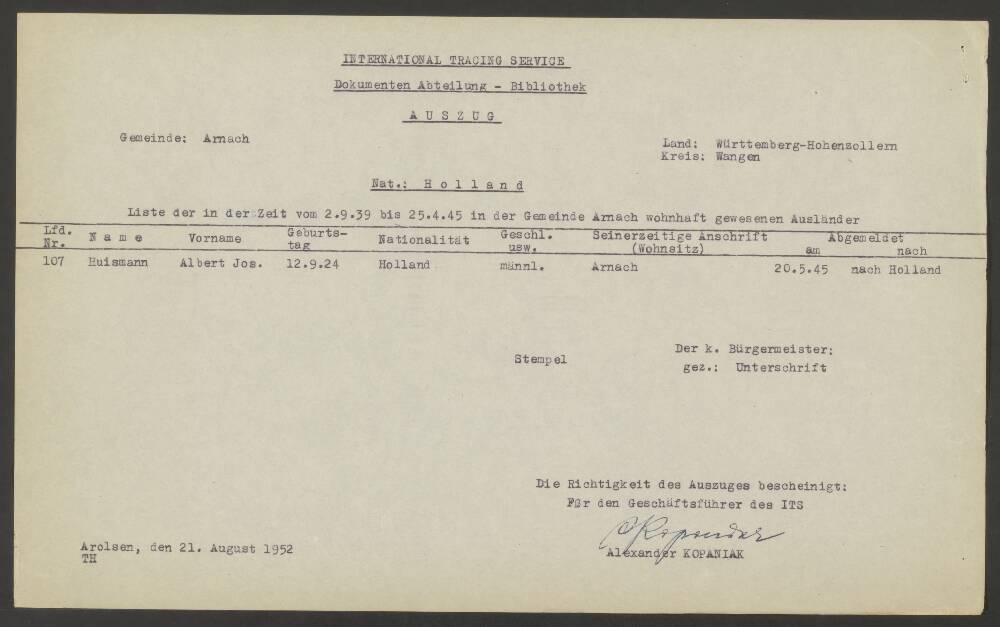 INTERNATIONAL TRACING SERVICE
Dokumenten Abteilung - Bibliothek
A U S Z U G
Gemeinde: Arnach
Land: Württemberg-Hohenzollern
Kreis: Wangen
Nat.: H o l l a n d
Liste der in der Zeit vom 2.9.39 bis 25.4.45 in der Gemeinde Arnach wohnhaft gewesenen Ausländer
Lfd. Nr. N a m e Vorname Geburts-tag Nationalität Geschl. usw. Seinerzeitige Anschrift (Wohnsitz) Abgemeldet am nach
107 Huismann Albert Jos. 12.9.24 Holland männl. Arnach 20.5.45 nach Holland
Stempel
Der k. Bürgermeister:
gez.: Unterschrift
Die Richtigkeit des Auszuges bescheinigt:
Für den Geschäftsführer des ITS
AKopaniak
Alexander KOPANIAK
Arolsen, den 21. August 1952
TH